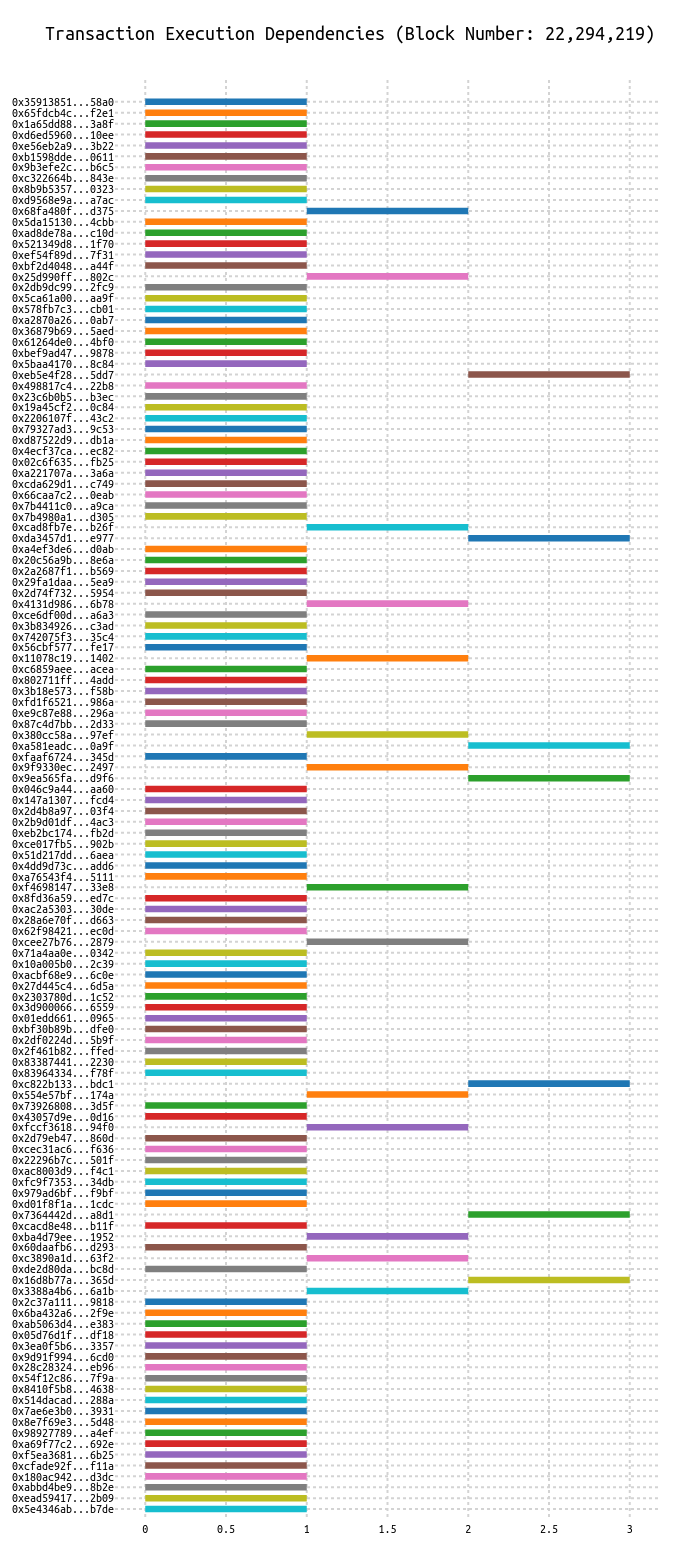 Transaction Execution Dependencies (Block Number: 22,294,219)
0x35913851...58a0
0x65fdcb4c...f2e1
0x1a65dd88...3a8f
0xd6ed5960...10ee
0xe56eb2a9...3b22
0xb1598dde...0611
0x9b3efe2c...b6c5
0xc322664b...843e
0x8b9b5357...0323
0xd9568e9a...a7ac
0x68fa480f...d375
0x5da15130...4cbb
0xad8de78a...c10d
0x521349d8...1f70
0xef54f89d...7f31
0xbf2d4048...a44f
0x25d990ff...802c
0x2db9dc99...2fc9
0x5ca61a00...aa9f
0x578fb7c3...cb01
0xa2870a26...0ab7
0x36879b69...5aed
0x61264de0...4bf0
0xbef9ad47...9878
0x5baa4170...8c84
0xeb5e4f28...5dd7
0x498817c4...22b8
0x23c6b0b5...b3ec
0x19a45cf2...0c84
0x2206107f...43c2
0x79327ad3...9c53
0xd87522d9...db1a
0x4ecf37ca...ec82
0x02c6f635...fb25
0xa221707a...3a6a
0xcda629d1...c749
0x66caa7c2...0eab
0x7b4411c0...a9ca
0x7b4980a1...d305
0xcad8fb7e...b26f
0xda3457d1...e977
0xa4ef3de6...d0ab
0x20c56a9b...8e6a
0x2a2687f1...b569
0x29fa1daa...5ea9
0x2d74f732...5954
0x4131d986...6b78
0xce6df00d...a6a3
0x3b834926...c3ad
0x742075f3...35c4
0x56cbf577...fe17
0x11078c19...1402
0xc6859aee...acea
0x802711ff...4add
0x3b18e573...f58b
0xfd1f6521...986a
0xe9c87e88...296a
0x87c4d7bb...2d33
0x380cc58a...97ef
0xa581eadc...0a9f
0xfaaf6724...345d
0x9f9330ec...2497
0x9ea565fa...d9f6
0x046c9a44...aa60
0x147a1307...fcd4
0x2d4b8a97...03f4
0x2b9d01df...4ac3
0xeb2bc174...fb2d
0xce017fb5...902b
0x51d217dd...6aea
0x4dd9d73c...add6
0xa76543f4...5111
0xf4698147...33e8
0x8fd36a59...ed7c
0xac2a5303...30de
0x28a6e70f...d663
0x62f98421...ec0d
0xcee27b76...2879
0x71a4aa0e...0342
0x10a005b0...2c39
0xacbf68e9...6c0e
0x27d445c4...6d5a
0x2303780d...1c52
0x3d900066...6559
0x01edd661...0965
0xbf30b89b...dfe0
0x2df0224d...5b9f
0x2f461b82...ffed
0x83387441...2230
0x83964334...f78f
0xc822b133...bdc1
0x554e57bf...174a
0x73926808...3d5f
0x43057d9e...0d16
0xfccf3618...94f0
0x2d79eb47...860d
0xcec31ac6...f636
0x22296b7c...501f
0xac8003d9...f4c1
0xfc9f7353...34db
0x979ad6bf...f9bf
0xd01f8f1a...1cdc
0x7364442d...a8d1
0xcacd8e48...b11f
0xba4d79ee...1952
0x60daafb6...d293
0xc3890a1d...63f2
0xde2d80da...bc8d
0x16d8b77a...365d
0x3388a4b6...6a1b
0x2c37a111...9818
0x6ba432a6...2f9e
0xab5063d4...e383
0x05d76d1f...df18
0x3ea0f5b6...3357
0x9d91f994...6cd0
0x28c28324...eb96
0x54f12c86...7f9a
0x8410f5b8...4638
0x514dacad...288a
0x7ae6e3b0...3931
0x8e7f69e3...5d48
0x98927789...a4ef
0xa69f77c2...692e
0xf5ea3681...6b25
0xcfade92f...f11a
0x180ac942...d3dc
0xabbd4be9...8b2e
0xead59417...2b09
0x5e4346ab...b7de
0 0.5 1 1.5 2 2.5 3